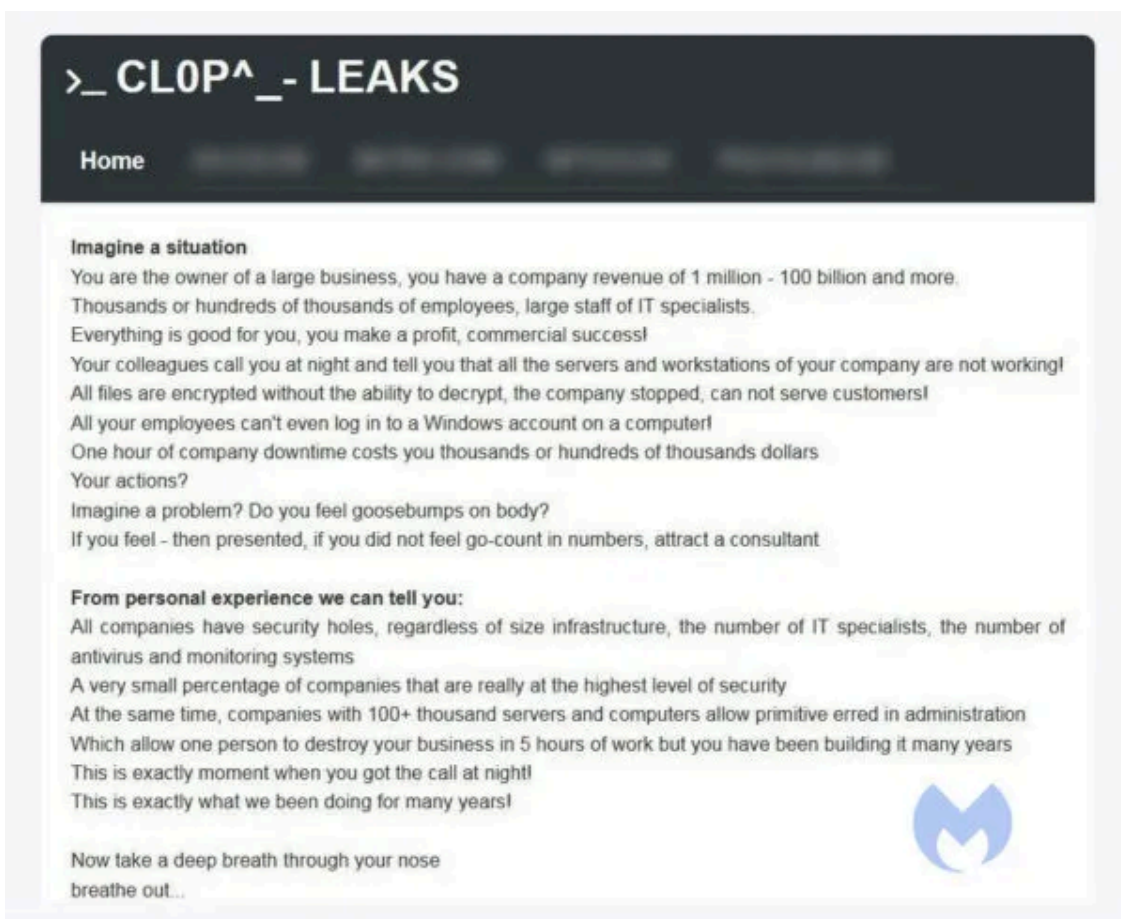 >_ CL0P^_- LEAKS
Home
Imagine a situation
You are the owner of a large business, you have a company revenue of 1 million - 100 billion and more.
Thousands or hundreds of thousands of employees, large staff of IT specialists.
Everything is good for you, you make a profit, commercial success!
Your colleagues call you at night and tell you that all the servers and workstations of your company are not working!
All files are encrypted without the ability to decrypt, the company stopped, can not serve customers!
All your employees can't even log in to a Windows account on a computer!
One hour of company downtime costs you thousands or hundreds of thousands dollars
Your actions?
Imagine a problem? Do you feel goosebumps on body?
If you feel - then presented, if you did not feel go-count in numbers, attract a consultant
From personal experience we can tell you:
All companies have security holes, regardless of size infrastructure, the number of IT specialists, the number of
antivirus and monitoring systems
A very small percentage of companies that are really at the highest level of security
At the same time, companies with 100+ thousand servers and computers allow primitive erred in administration
Which allow one person to destroy your business in 5 hours of work but you have been building it many years
This is exactly moment when you got the call at night!
This is exactly what we been doing for many years!
Now take a deep breath through your nose
breathe out...